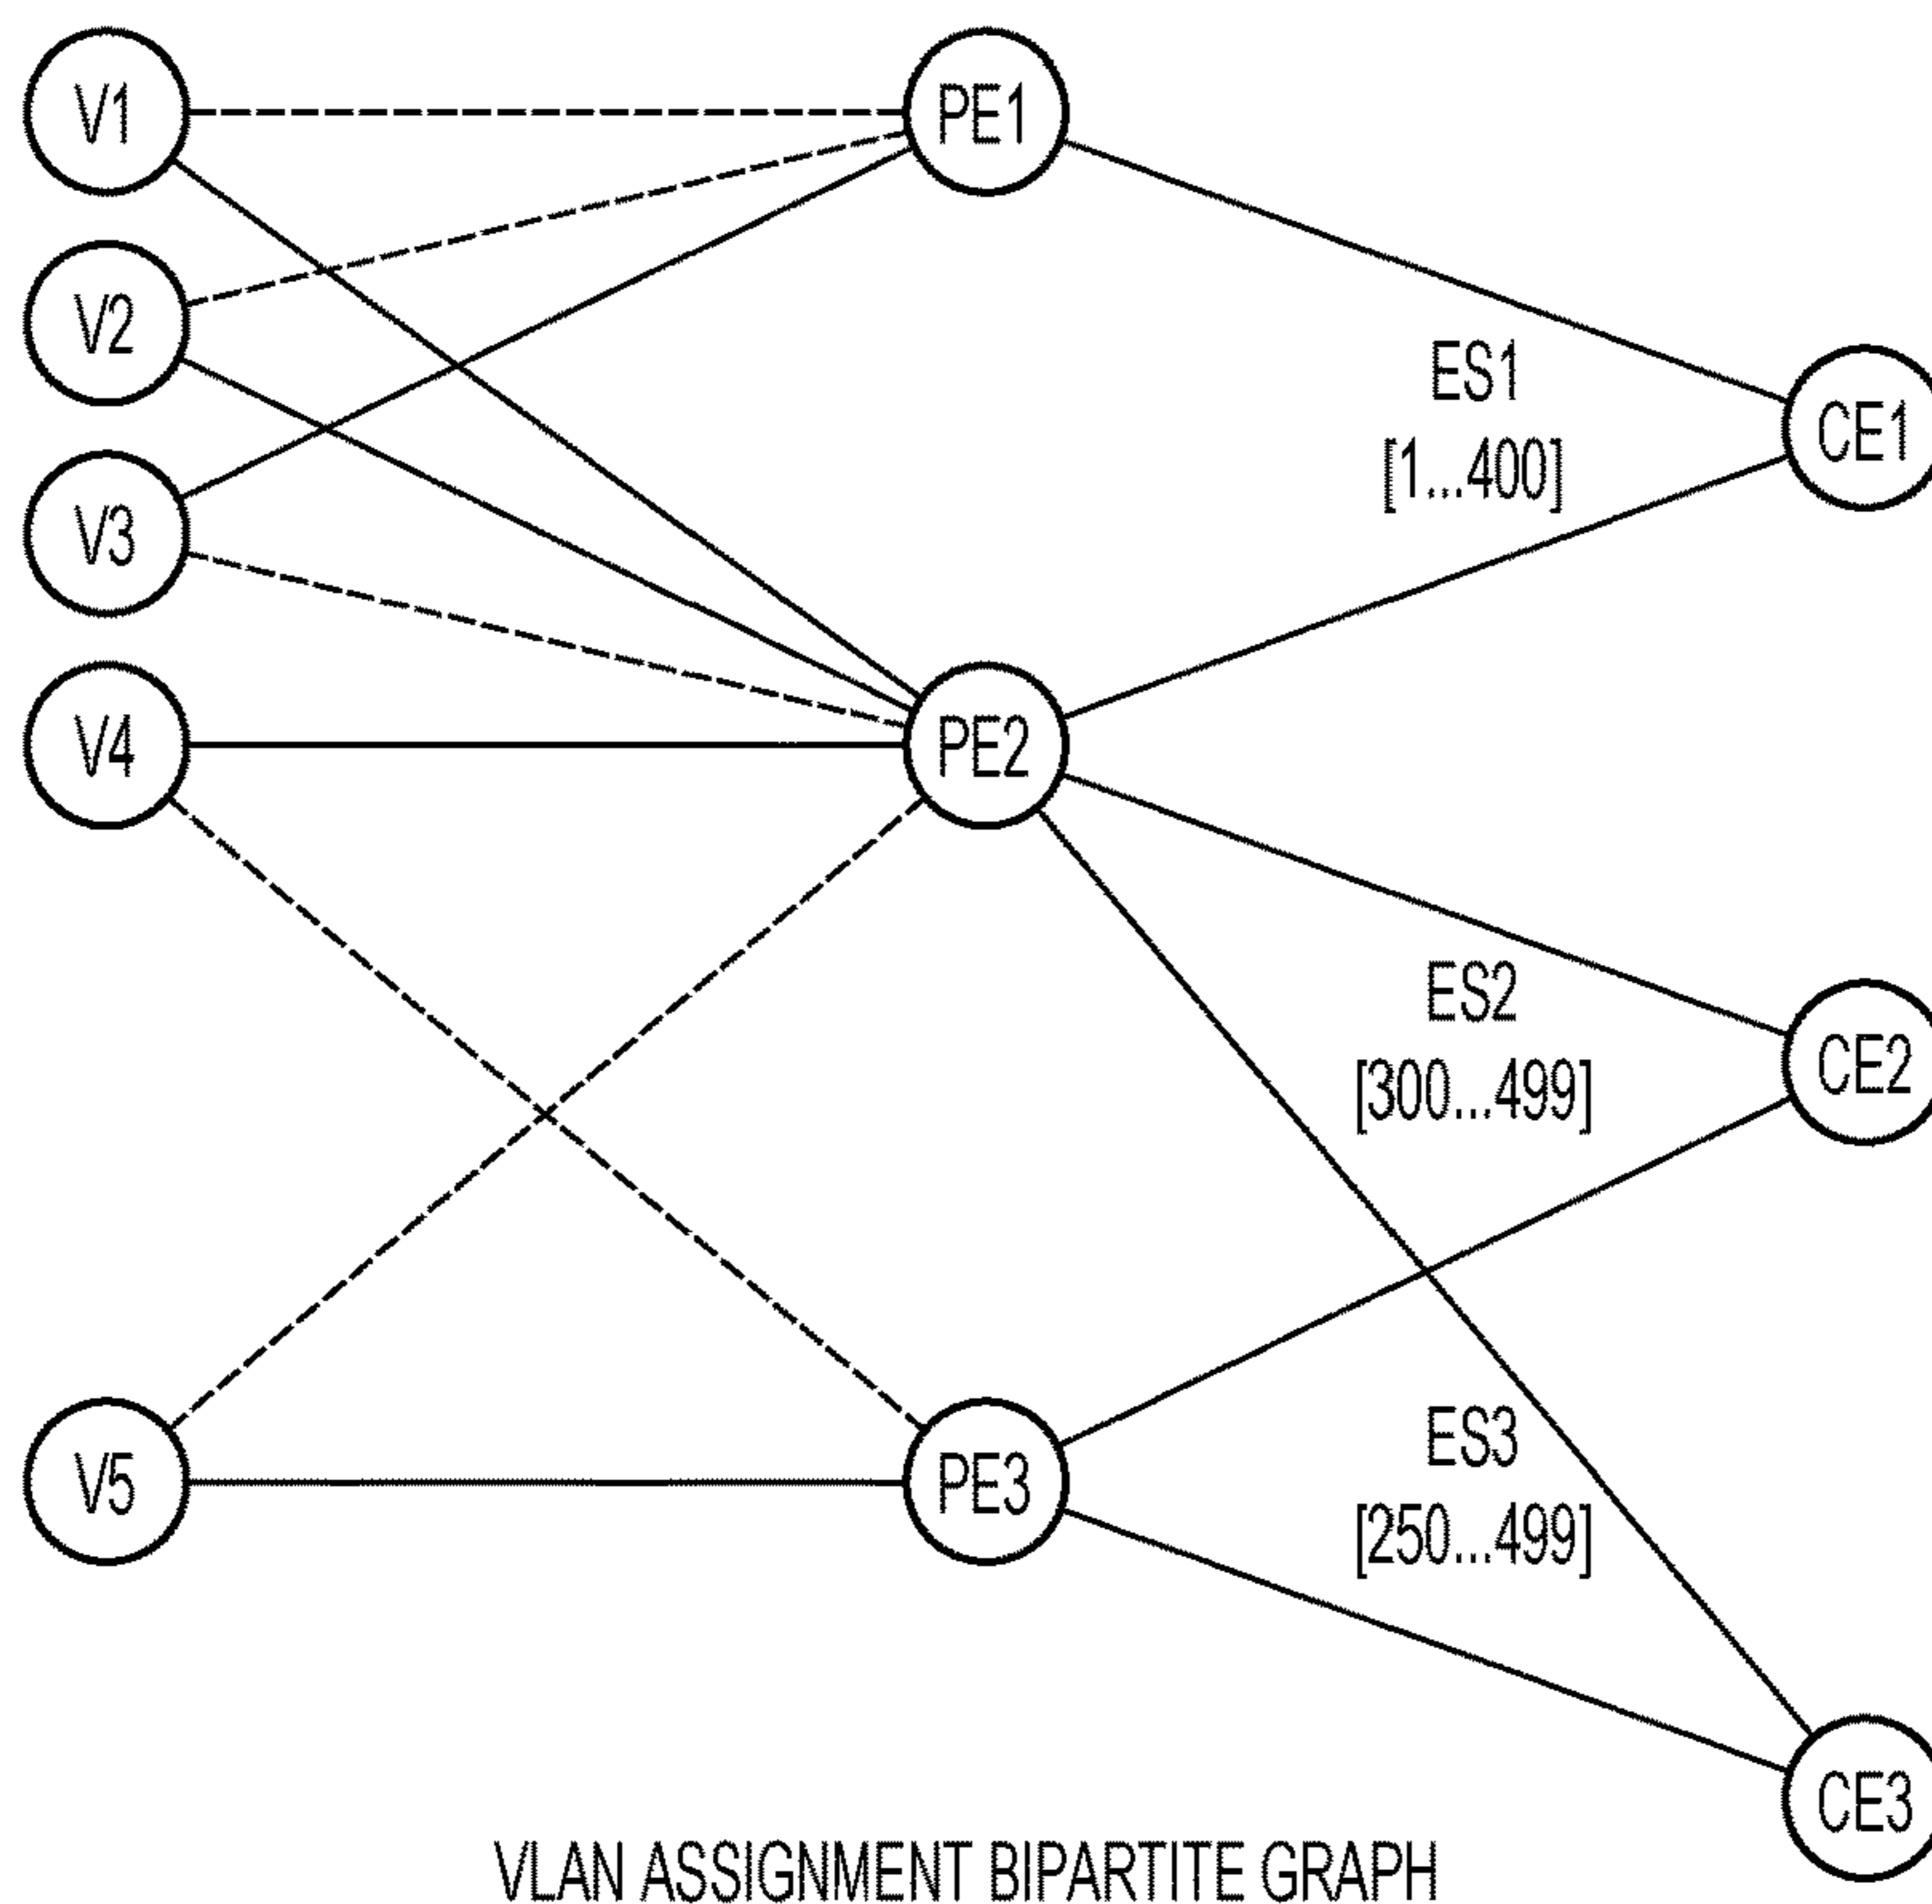 V1
PE1
V2
ES1
[1...400]
CE1
V3
V4
PE2
ES2
[300...499]
CE2
ES3
[250...499]
V5
PE3
CE3
VLAN ASSIGNMENT BIPARTITE GRAPH